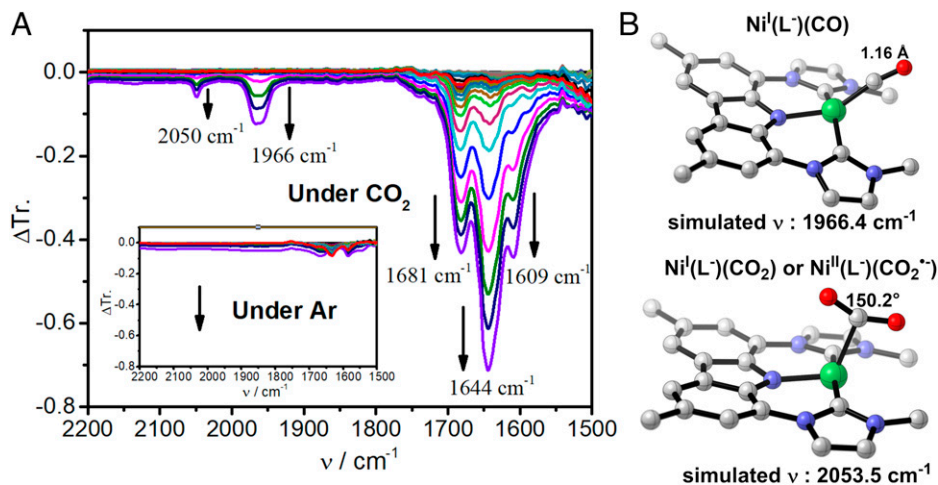 A
0.0
-0.2
-0.4
-0.6
-0.8
ΔTr.
2050 cm⁻¹
1966 cm⁻¹
Under CO₂
1681 cm⁻¹
1609 cm⁻¹
1644 cm⁻¹
0.0
-0.2
-0.4
-0.6
-0.8
ΔTr.
Under Ar
2200 2100 2000 1900 1800 1700 1600 1500
ν / cm⁻¹
2200 2100 2000 1900 1800 1700 1600 1500
ν / cm⁻¹
B
Niᴵ(L⁻)(CO)
1.16 Å
simulated ν : 1966.4 cm⁻¹
Niᴵ(L⁻)(CO₂) or Niᴵᴵ(L⁻)(CO₂•⁻)
150.2°
simulated ν : 2053.5 cm⁻¹